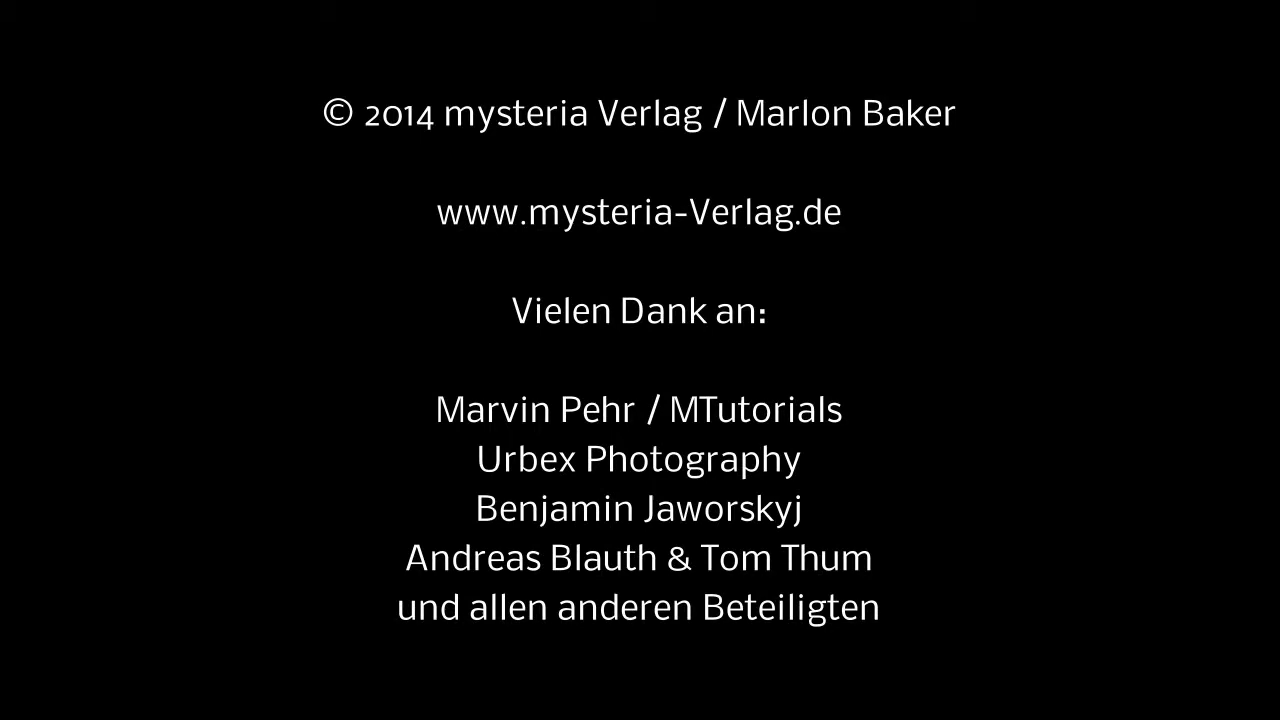 © 2014 mysteria Verlag / Marlon Baker
www.mysteria-Verlag.de
Vielen Dank an:
Marvin Pehr / MTutorials
Urbex Photography
Benjamin Jaworskyj
Andreas Blauth & Tom Thum
und allen anderen Beteiligten